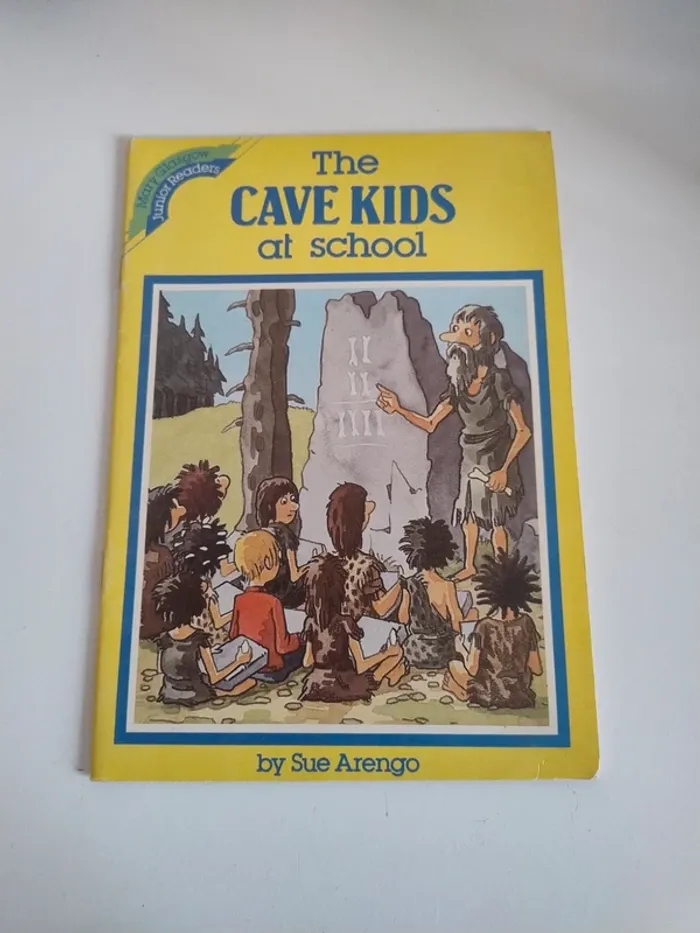 Mary Glasgow
Junior Readers
The
CAVE KIDS
at school
by Sue Arengo